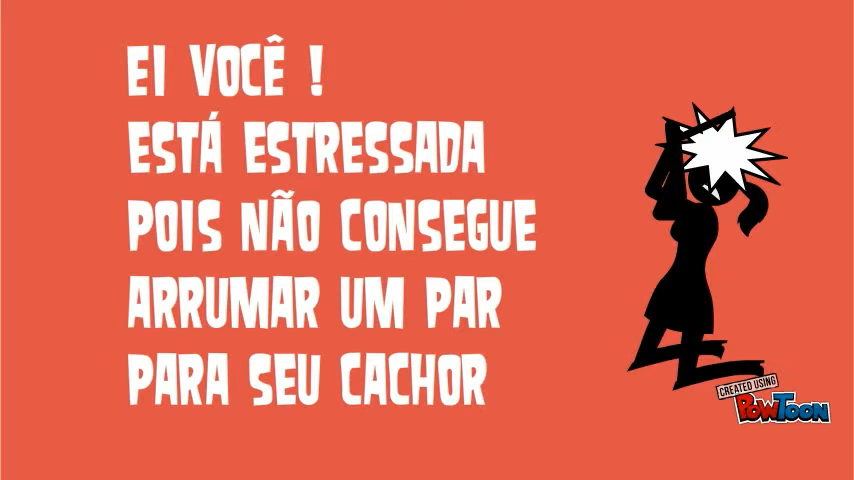 EI VOCÊ !
ESTÁ ESTRESSADA
POIS NÃO CONSEGUE
ARRUMAR UM PAR
PARA SEU CACHOR
CREATED USING
POWTOON